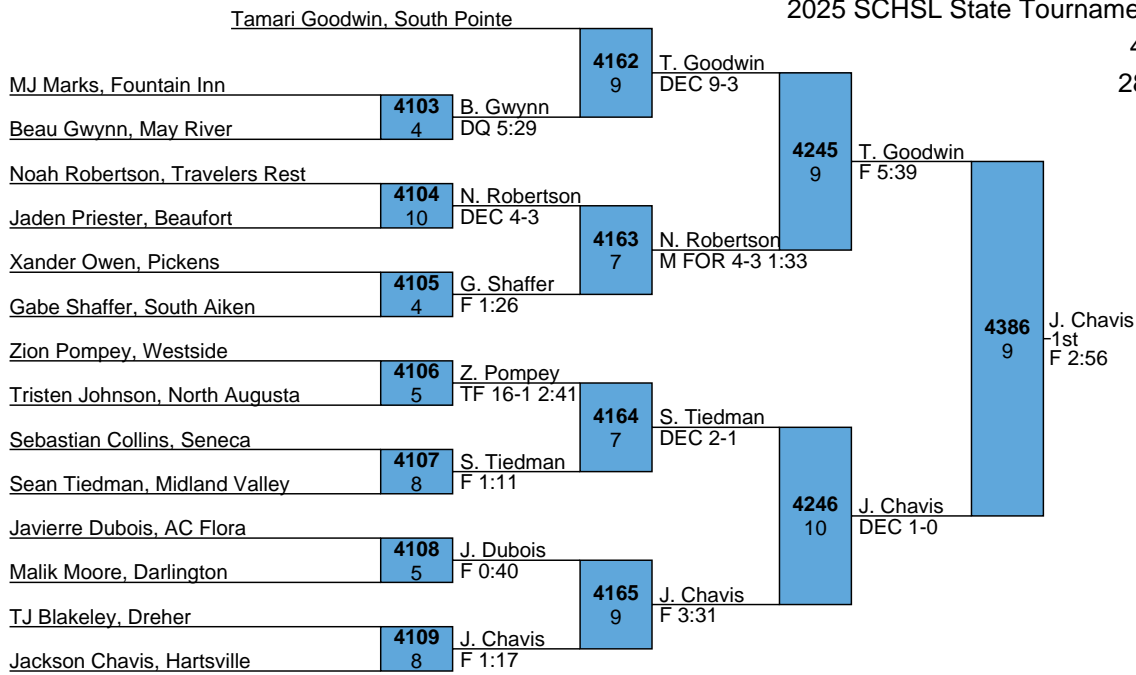 2025 SCHSL State Tourname
4
28
Tamari Goodwin, South Pointe
4162
9
T. Goodwin
DEC 9-3
MJ Marks, Fountain Inn
4103
4
B. Gwynn
DQ 5:29
Beau Gwynn, May River
4245
9
T. Goodwin
F 5:39
Noah Robertson, Travelers Rest
4104
10
N. Robertson
DEC 4-3
Jaden Priester, Beaufort
4163
7
N. Robertson
M FOR 4-3 1:33
Xander Owen, Pickens
4105
4
G. Shaffer
F 1:26
Gabe Shaffer, South Aiken
4386
9
J. Chavis
1st
F 2:56
Zion Pompey, Westside
4106
5
Z. Pompey
TF 16-1 2:41
Tristen Johnson, North Augusta
4164
7
S. Tiedman
DEC 2-1
Sebastian Collins, Seneca
4107
8
S. Tiedman
F 1:11
Sean Tiedman, Midland Valley
4246
10
J. Chavis
DEC 1-0
Javierre Dubois, AC Flora
4108
5
J. Dubois
F 0:40
Malik Moore, Darlington
4165
9
J. Chavis
F 3:31
TJ Blakeley, Dreher
4109
8
J. Chavis
F 1:17
Jackson Chavis, Hartsville